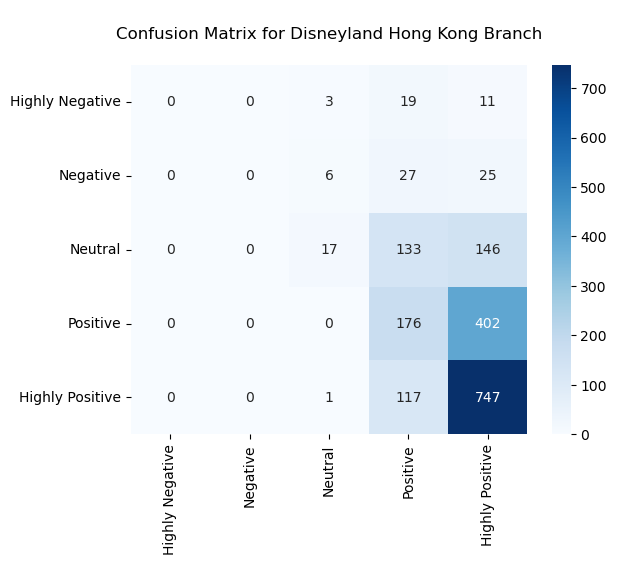 Confusion Matrix for Disneyland Hong Kong Branch
Highly Negative 0 0 3 19 11
Negative 0 0 6 27 25
Neutral 0 0 17 133 146
Positive 0 0 0 176 402
Highly Positive 0 0 1 117 747
Highly Negative Negative Neutral Positive Highly Positive
700
600
500
400
300
200
100
0